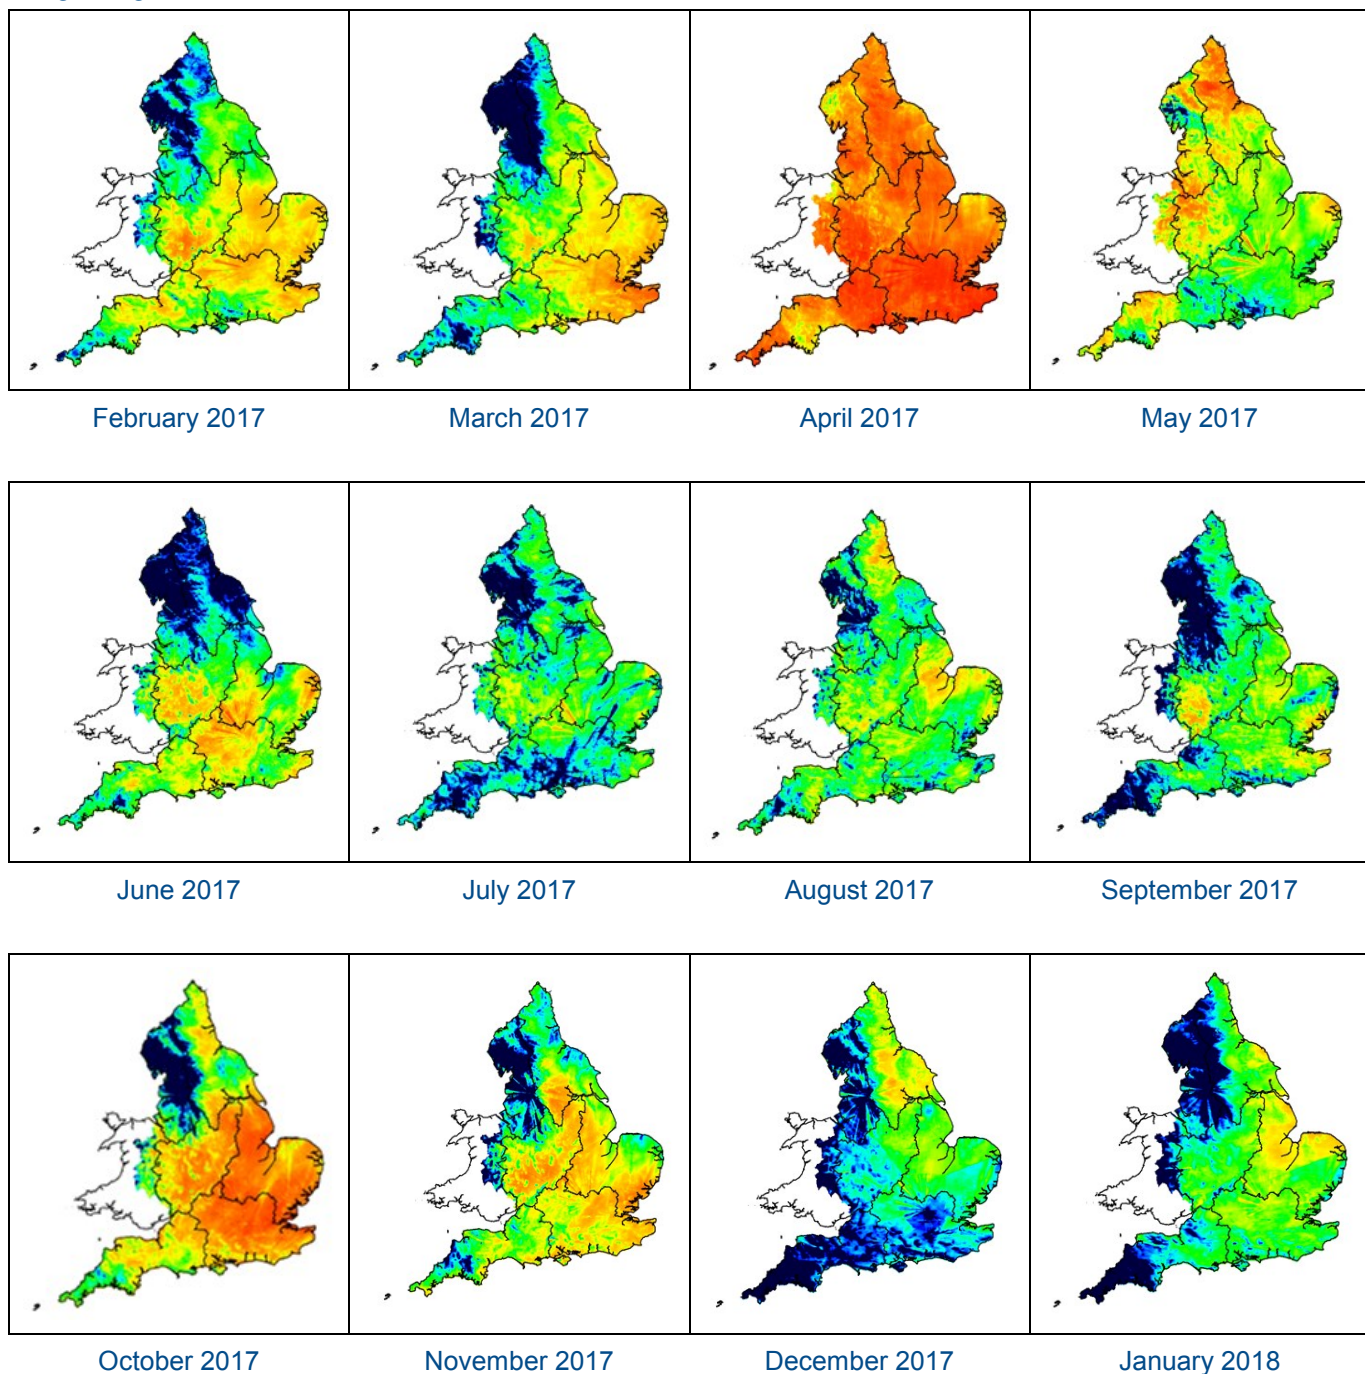 February 2017
March 2017
April 2017
May 2017
June 2017
July 2017
August 2017
September 2017
October 2017
November 2017
December 2017
January 2018